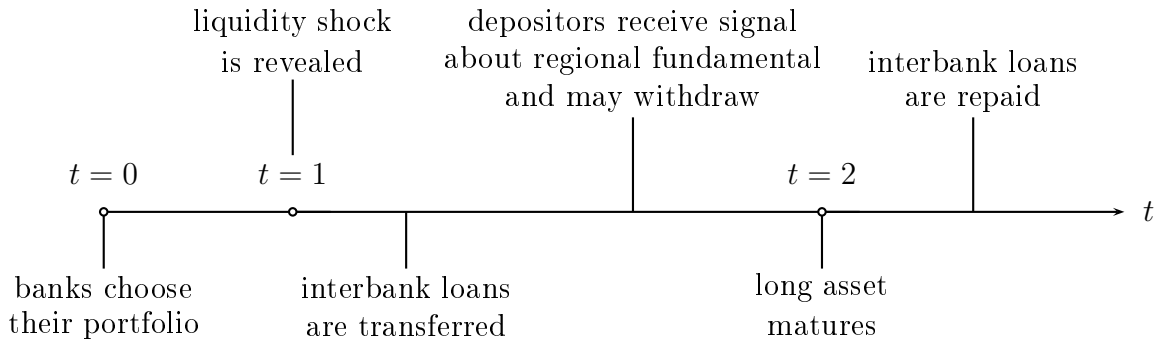 liquidity shock
is revealed
depositors receive signal
about regional fundamental
and may withdraw
interbank loans
are repaid
t = 0
t = 1
t = 2
t
banks choose
their portfolio
interbank loans
are transferred
long asset
matures